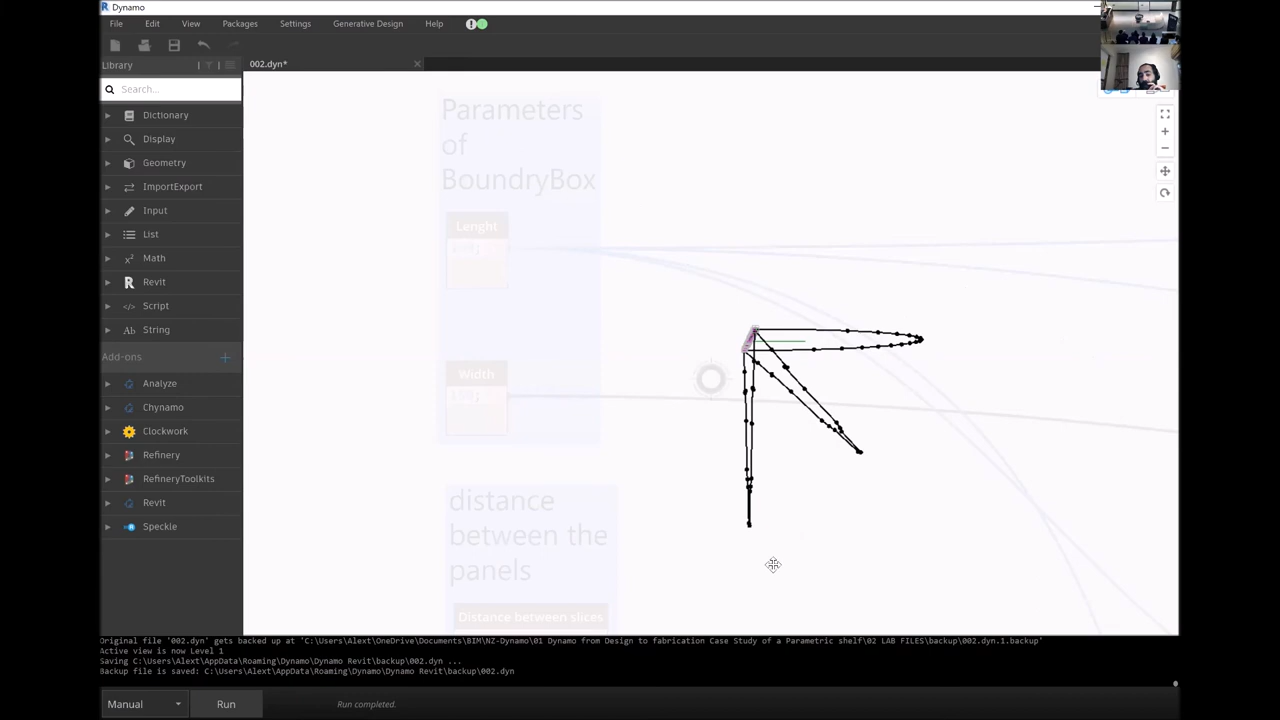 Dynamo
File Edit View Packages Settings Generative Design Help
Library
002.dyn*
Search...
Dictionary
Display
Geometry
ImportExport
Input
List
Math
Revit
Script
String
Add-ons
Analyze
Chynamo
Clockwork
Refinery
RefineryToolkits
Revit
Speckle
Parameters
of
BoundryBox
Lenght
Width
distance
between the
panels
Distance between slices
Original file '002.dyn' gets backed up at 'C:\Users\Alext\OneDrive\Documents\BIM\NZ-Dynamo\01 Dynamo from Design to fabrication Case Study of a Parametric shelf\02 LAB FILES\backup\002.dyn.1.backup'
Active view is now Level 1
Saving C:\Users\Alext\AppData\Roaming\Dynamo\Dynamo Revit\backup\002.dyn ...
Backup file is saved: C:\Users\Alext\AppData\Roaming\Dynamo\Dynamo Revit\backup\002.dyn
Manual
Run
Run completed.